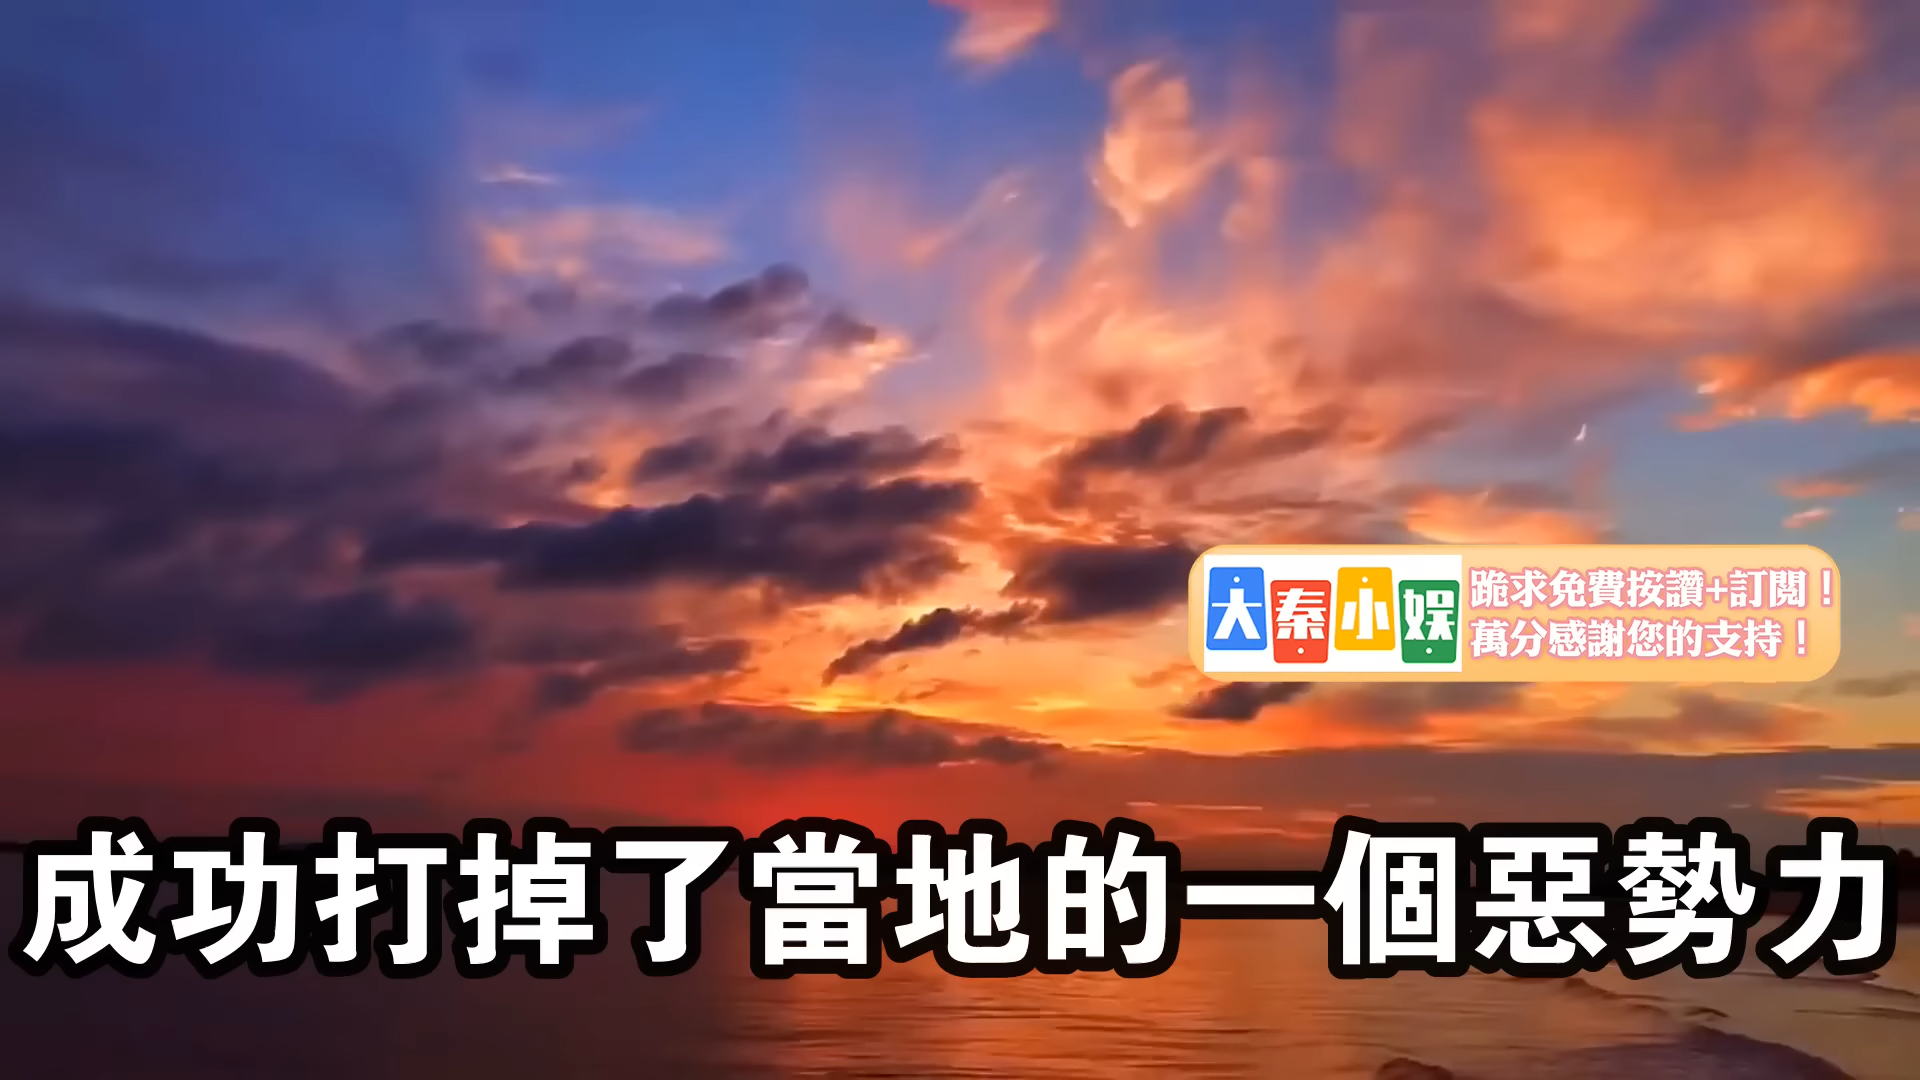 大秦小娱
跪求免費按讚+訂閱！
萬分感謝您的支持！
成功打掉了當地的一個惡勢力